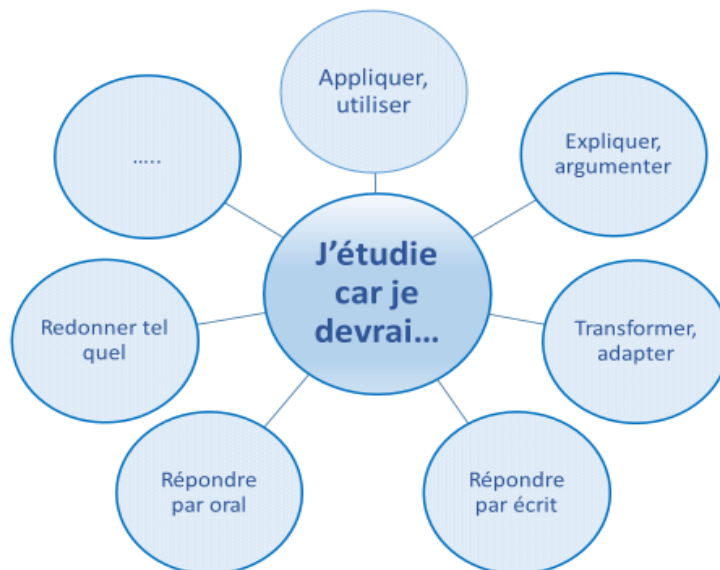 Appliquer,
utiliser
Expliquer,
argumenter
Transformer,
adapter
Répondre
par écrit
Répondre
par oral
Redonner tel
quel
…..
J’étudie
car je
devrai…